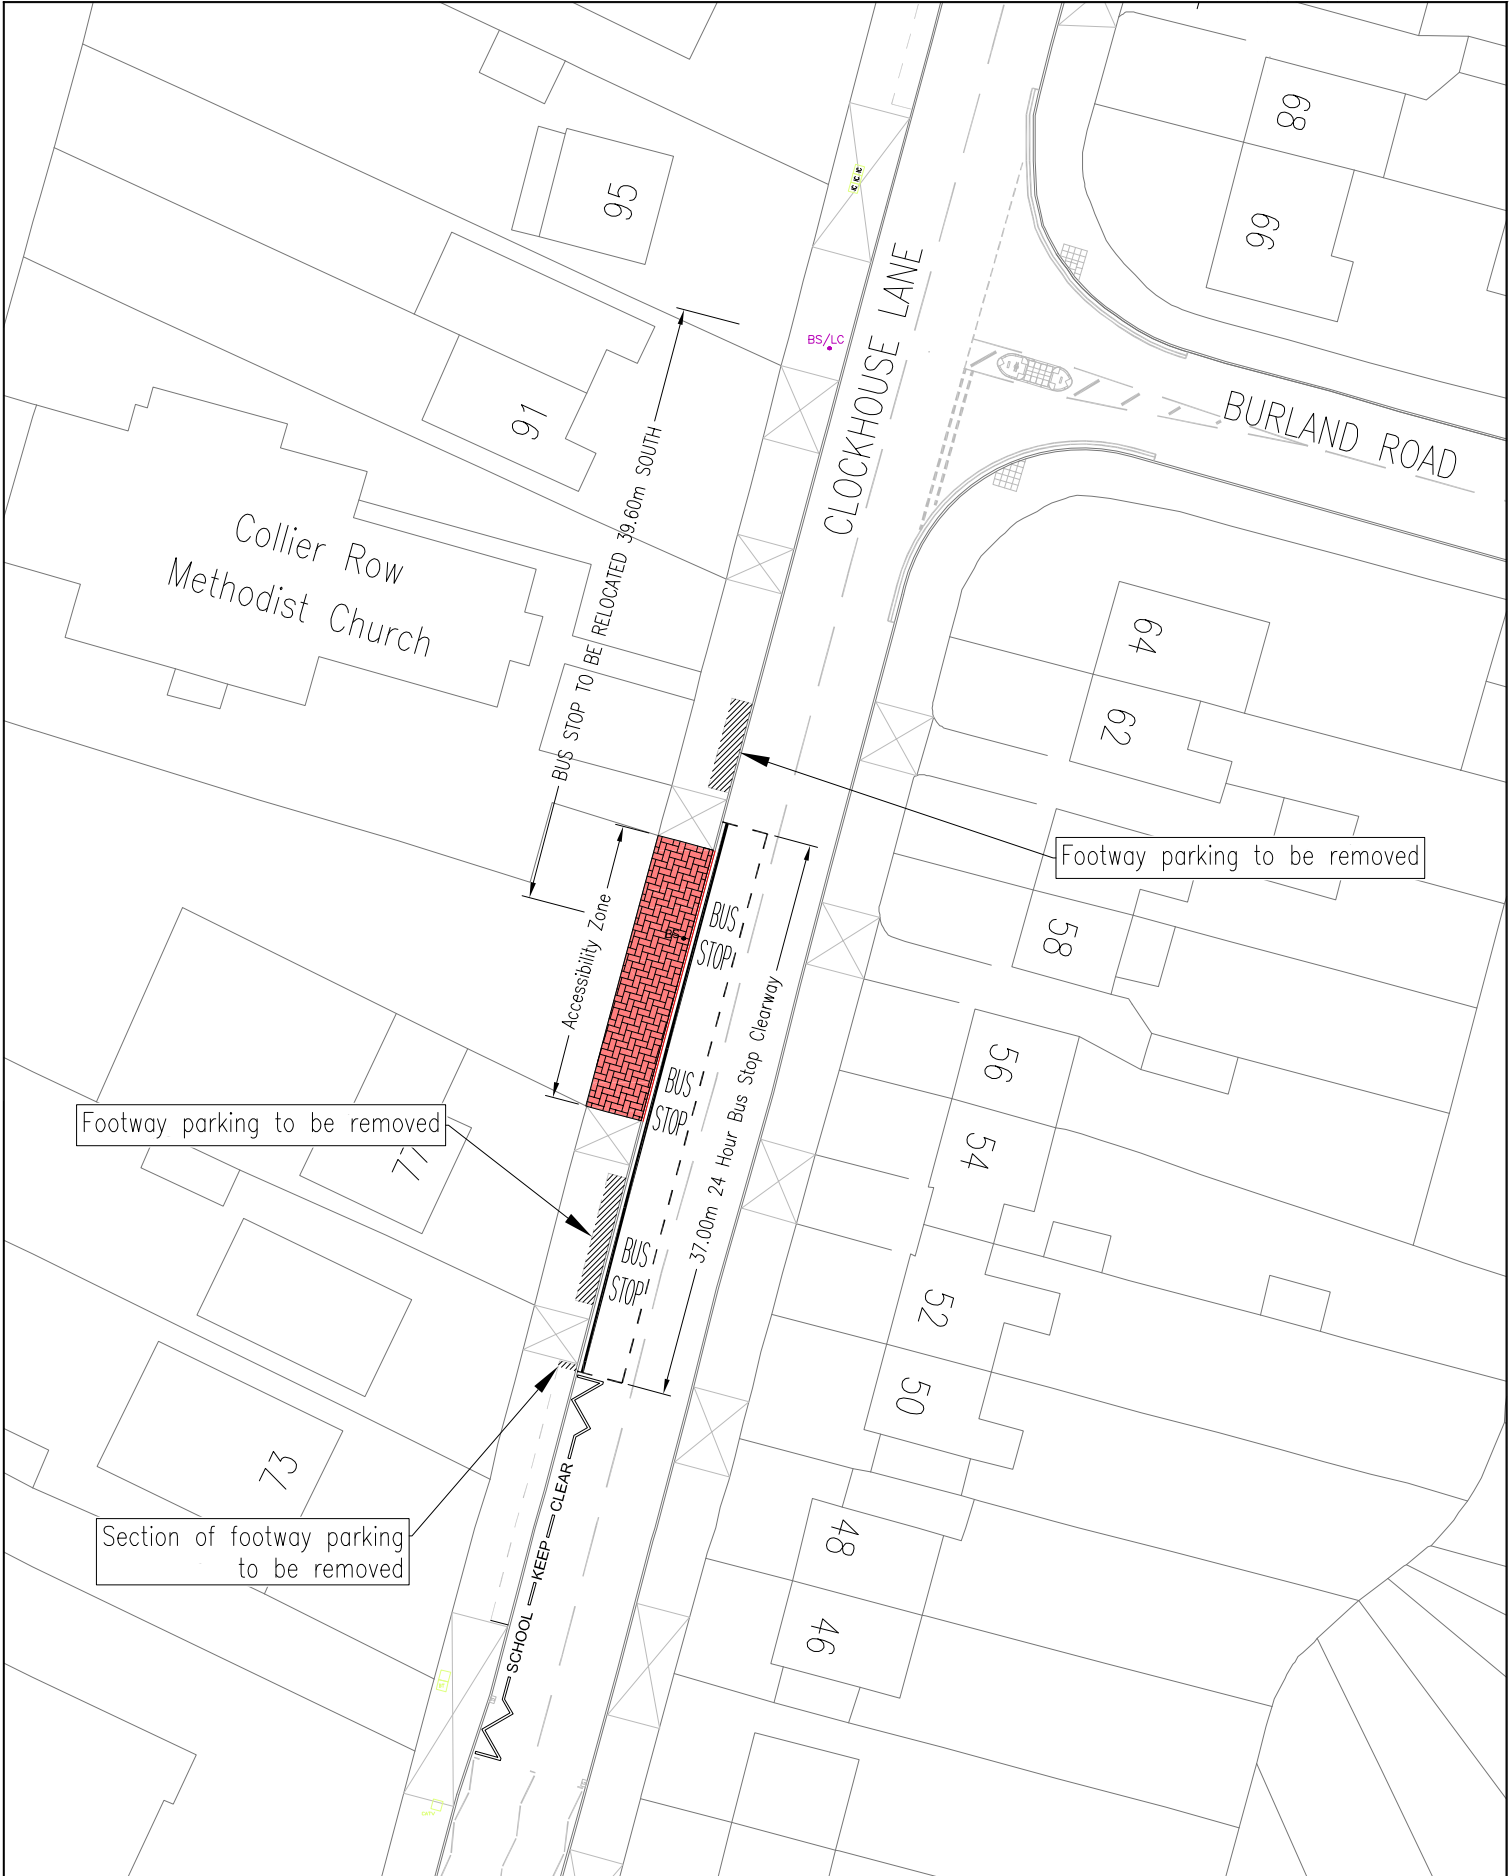 89
99
95
BS/LC
CLOCKHOUSE LANE
BURLAND ROAD
91
BUS STOP TO BE RELOCATED 39.60m SOUTH
Collier Row
Methodist Church
64
62
Footway parking to be removed
58
Accessibility Zone
BS
BUS
STOP
37.00m 24 Hour Bus Stop Clearway
56
BUS
STOP
Footway parking to be removed
77
54
BUS
STOP
52
50
73
SCHOOL KEEP CLEAR
Section of footway parking
to be removed
48
46